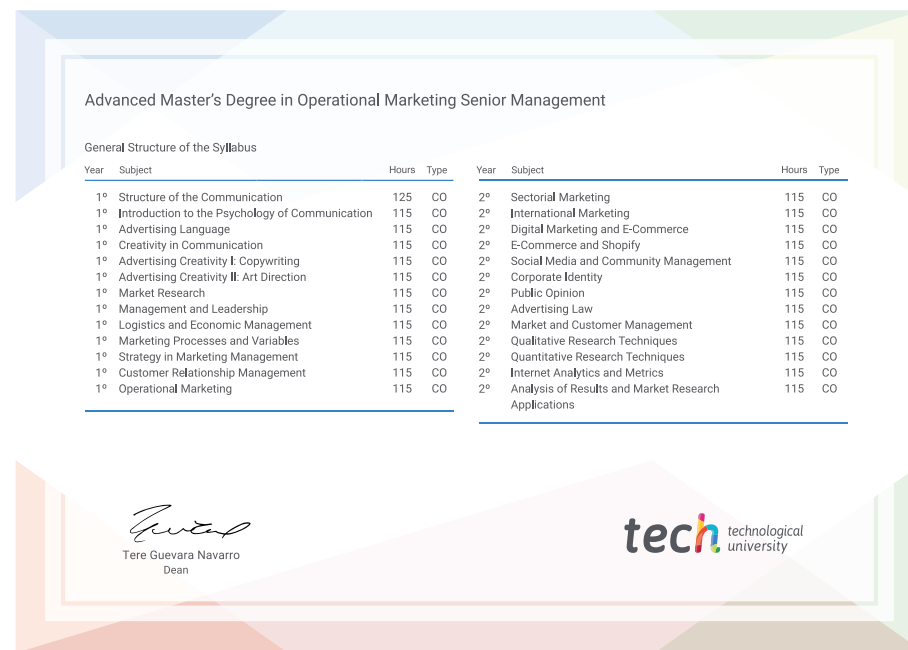 Advanced Master's Degree in Operational Marketing Senior Management
General Structure of the Syllabus
Year Subject Hours Type
1º Structure of the Communication 125 CO
1º Introduction to the Psychology of Communication 115 CO
1º Advertising Language 115 CO
1º Creativity in Communication 115 CO
1º Advertising Creativity I: Copywriting 115 CO
1º Advertising Creativity II: Art Direction 115 CO
1º Market Research 115 CO
1º Management and Leadership 115 CO
1º Logistics and Economic Management 115 CO
1º Marketing Processes and Variables 115 CO
1º Strategy in Marketing Management 115 CO
1º Customer Relationship Management 115 CO
1º Operational Marketing 115 CO
Year Subject Hours Type
2º Sectorial Marketing 115 CO
2º International Marketing 115 CO
2º Digital Marketing and E-Commerce 115 CO
2º E-Commerce and Shopify 115 CO
2º Social Media and Community Management 115 CO
2º Corporate Identity 115 CO
2º Public Opinion 115 CO
2º Advertising Law 115 CO
2º Market and Customer Management 115 CO
2º Qualitative Research Techniques 115 CO
2º Quantitative Research Techniques 115 CO
2º Internet Analytics and Metrics 115 CO
2º Analysis of Results and Market Research 115 CO
Applications
Tere Guevara Navarro
Dean
tech technological
university